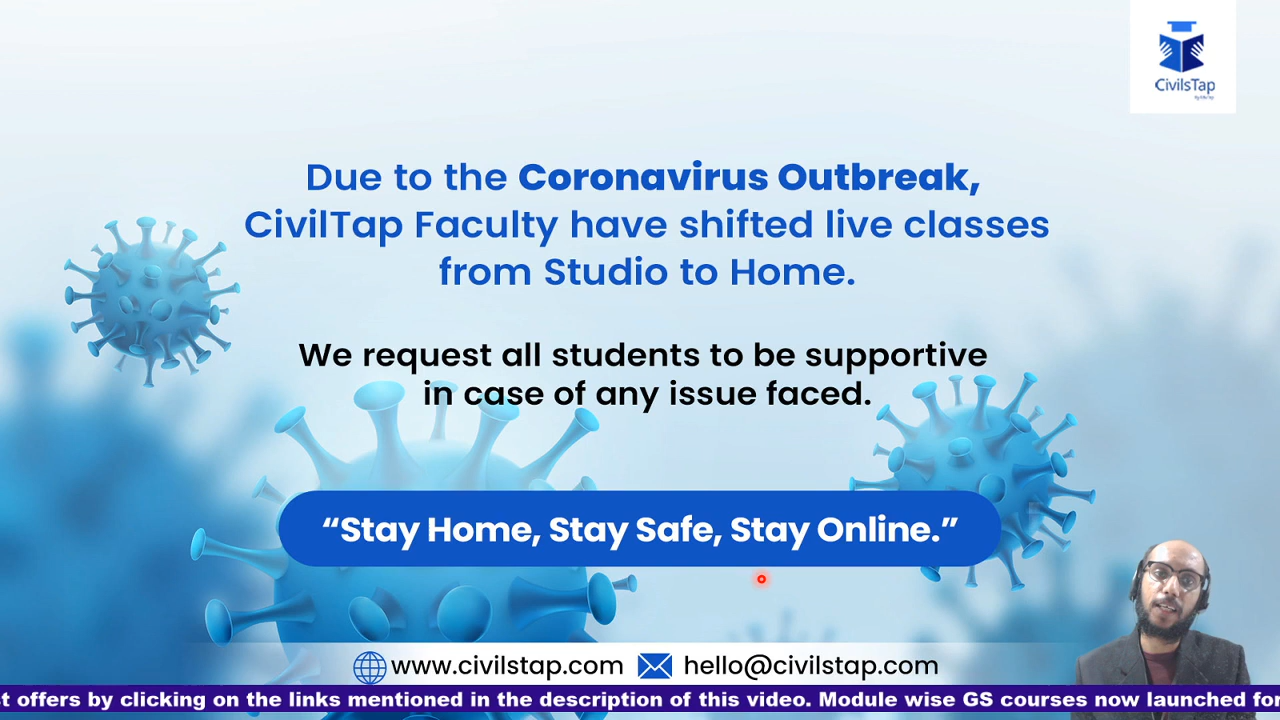 CivilsTap
Due to the Coronavirus Outbreak,
CivilTap Faculty have shifted live classes
from Studio to Home.
We request all students to be supportive
in case of any issue faced.
“Stay Home, Stay Safe, Stay Online.”
www.civilstap.com hello@civilstap.com
t offers by clicking on the links mentioned in the description of this video. Module wise GS courses now launched for